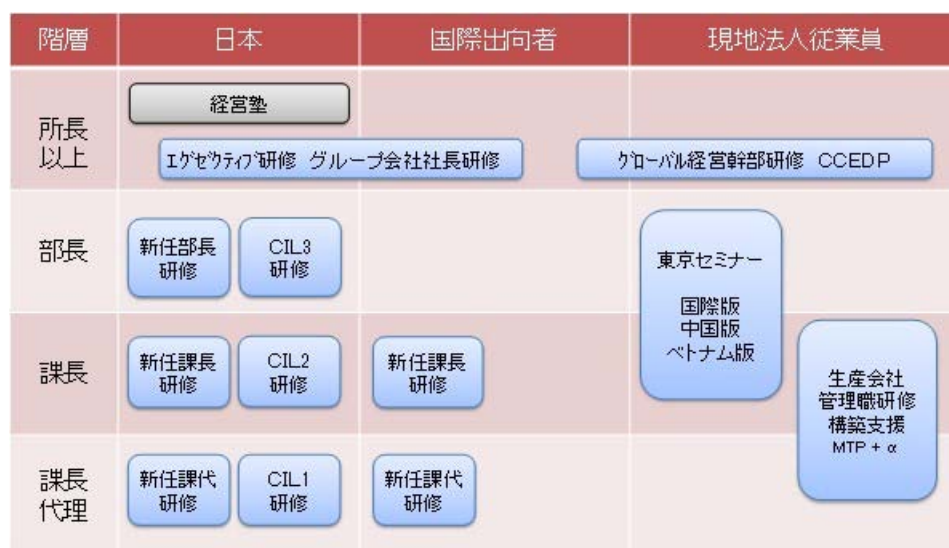 階層
日本
国際出向者
現地法人従業員
所長
以上
経営塾
ｴｸﾞｾﾞｸﾃｨﾌﾞ研修 グループ会社社長研修
ｸﾞﾛｰﾊﾞﾙ経営幹部研修 CCEDP
部長
新任部長
研修
CIL3
研修
東京セミナー
国際版
中国版
ベトナム版
課長
新任課長
研修
CIL2
研修
新任課長
研修
生産会社
管理職研修
構築支援
MTP + α
課長
代理
新任課代
研修
CIL1
研修
新任課代
研修